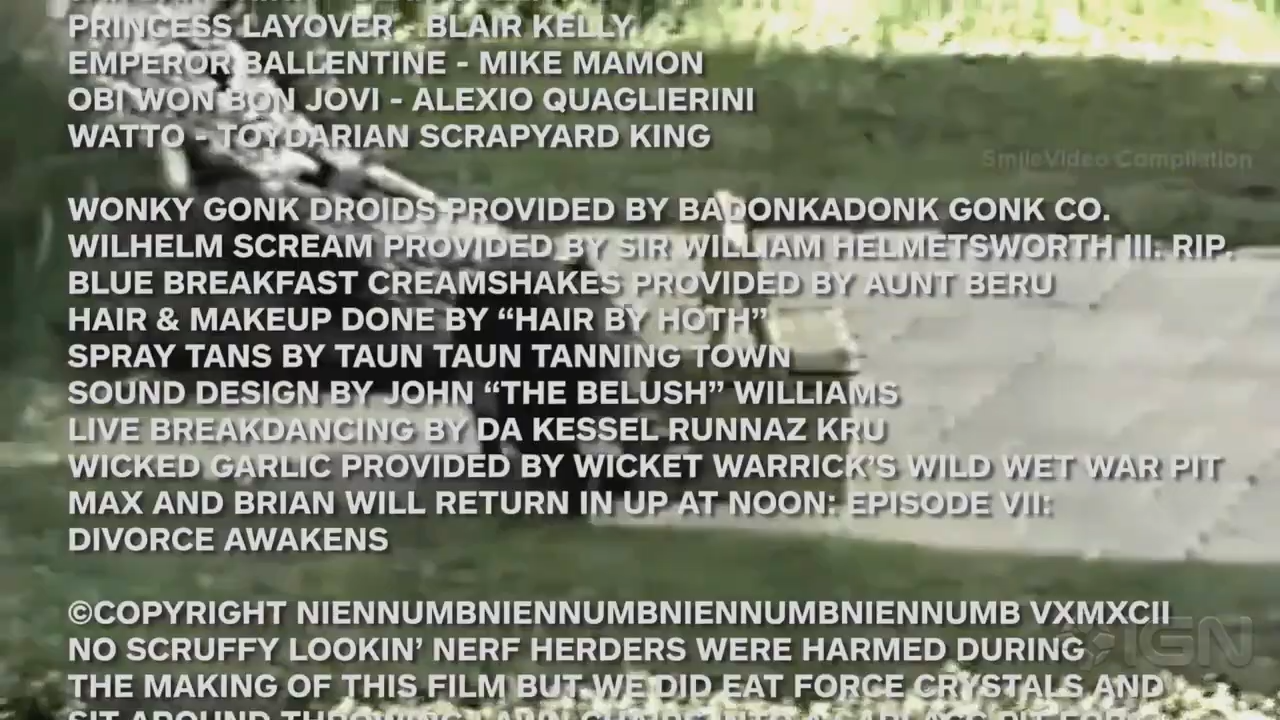 PRINCESS LAYOVER - BLAIR KELLY
EMPEROR BALLENTINE - MIKE MAMON
OBI WON BON JOVI - ALEXIO QUAGLIERINI
WATTO - TOYDARIAN SCRAPYARD KING
SmileVideo Compilation
WONKY GONK DROIDS PROVIDED BY BADONKADONK GONK CO.
WILHELM SCREAM PROVIDED BY SIR WILLIAM HELMETSWORTH III. RIP.
BLUE BREAKFAST CREAMSHAKES PROVIDED BY AUNT BERU
HAIR & MAKEUP DONE BY “HAIR BY HOTH”
SPRAY TANS BY TAUN TAUN TANNING TOWN
SOUND DESIGN BY JOHN “THE BELUSH” WILLIAMS
LIVE BREAKDANCING BY DA KESSEL RUNNAZ KRU
WICKED GARLIC PROVIDED BY WICKET WARRICK’S WILD WET WAR PIT
MAX AND BRIAN WILL RETURN IN UP AT NOON: EPISODE VII:
DIVORCE AWAKENS
©COPYRIGHT NIENNUMBNIENNUMBNIENNUMBNIENNUMB VXMXCII
NO SCRUFFY LOOKIN’ NERF HERDERS WERE HARMED DURING
IGN
THE MAKING OF THIS FILM BUT WE DID EAT FORCE CRYSTALS AND